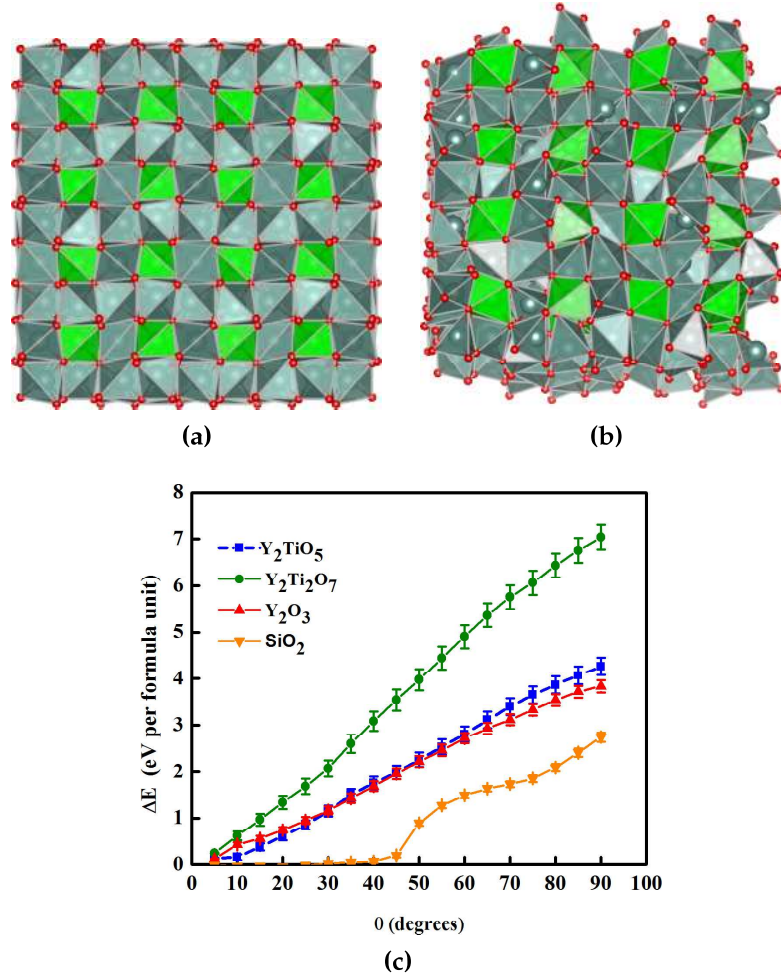 (a)
(b)
8
7
6
5
4
3
2
1
0
ΔE (eV per formula unit)
Y₂TiO₅
Y₂Ti₂O₇
Y₂O₃
SiO₂
0 10 20 30 40 50 60 70 80 90 100
θ (degrees)
(c)